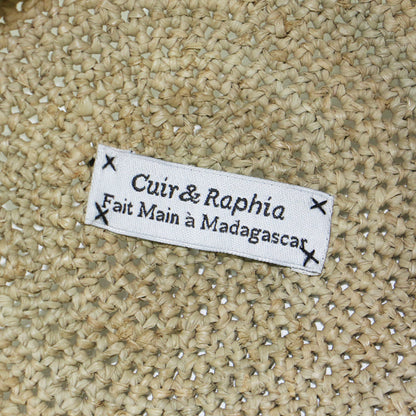 Cuir & Raphia
Fait Main à Madagascar